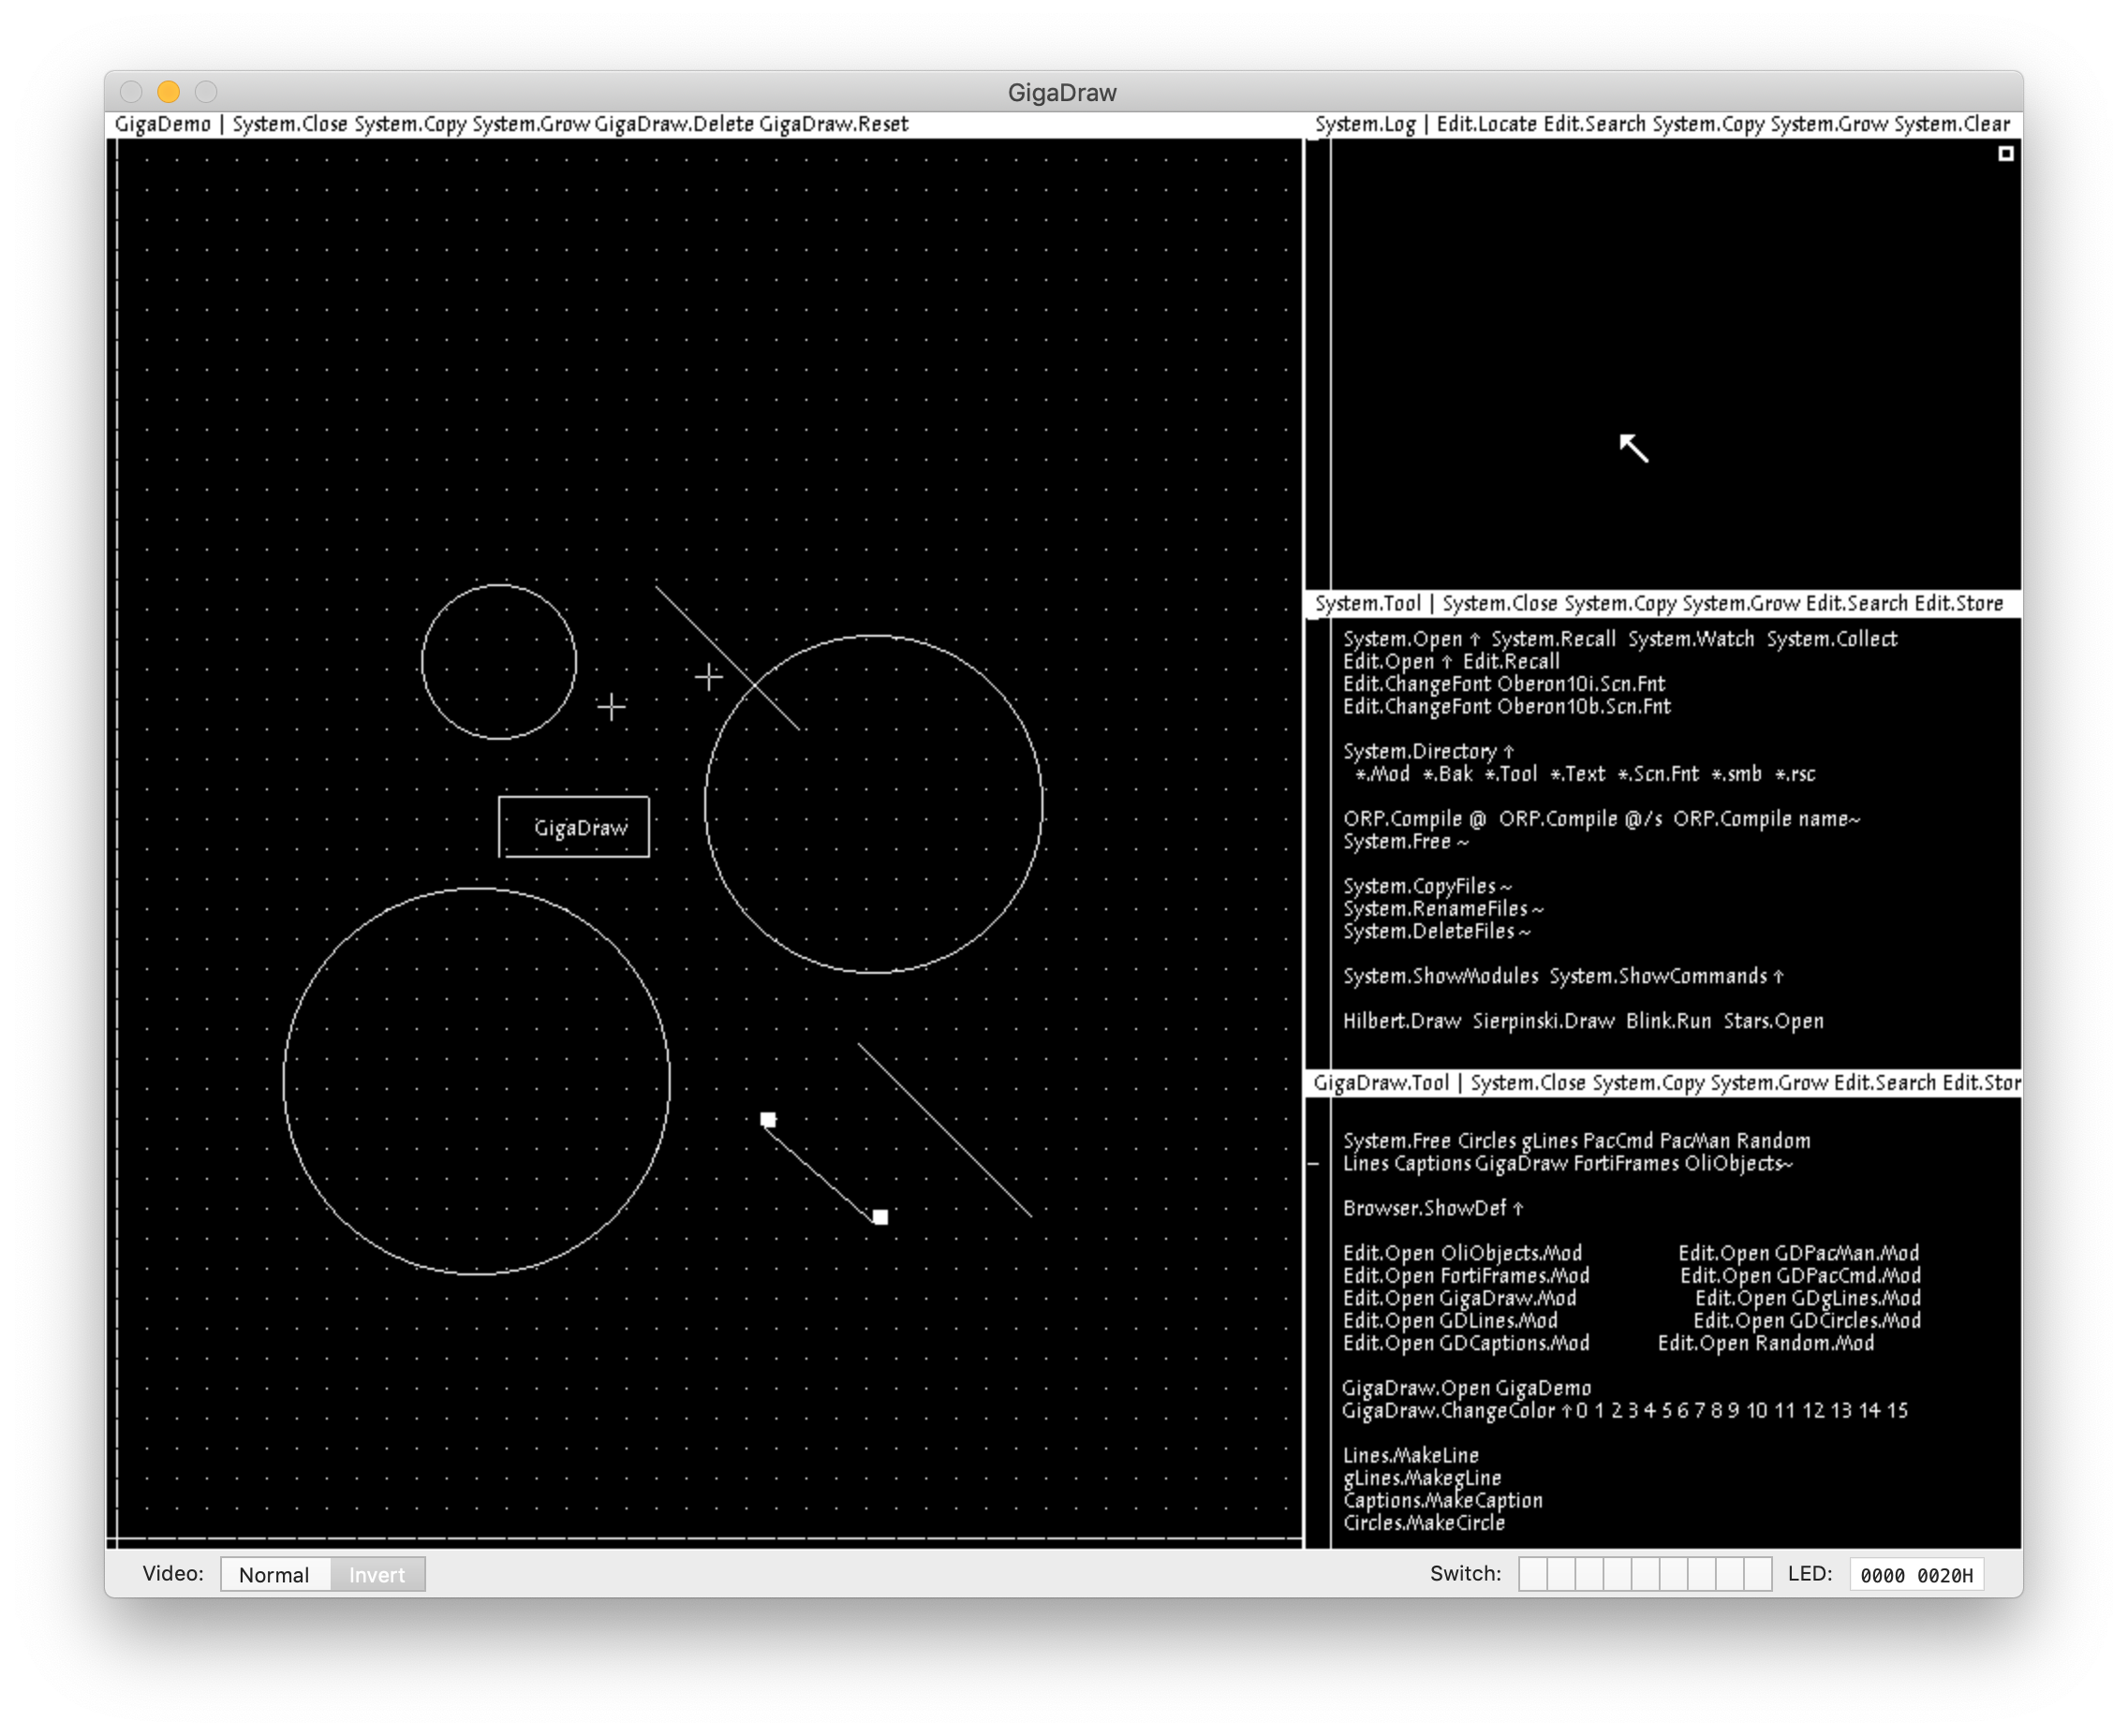 GigaDraw
GigaDemo | System.Close System.Copy System.Grow GigaDraw.Delete GigaDraw.Reset
GigaDraw
System.Log | Edit.Locate Edit.Search System.Copy System.Grow System.Clear
System.Tool | System.Close System.Copy System.Grow Edit.Search Edit.Store
System.Open ↑ System.Recall System.Watch System.Collect
Edit.Open ↑ Edit.Recall
Edit.ChangeFont Oberon10i.Scn.Fnt
Edit.ChangeFont Oberon10b.Scn.Fnt
System.Directory ↑
*.Mod *.Bak *.Tool *.Text *.Scn.Fnt *.smb *.rsc
ORP.Compile @ ORP.Compile @/s ORP.Compile name~
System.Free ~
System.CopyFiles ~
System.RenameFiles ~
System.DeleteFiles ~
System.ShowModules System.ShowCommands ↑
Hilbert.Draw Sierpinski.Draw Blink.Run Stars.Open
GigaDraw.Tool | System.Close System.Copy System.Grow Edit.Search Edit.Stor
System.Free Circles gLines PacCmd PacMan Random
Lines Captions GigaDraw FortiFrames OliObjects~
Browser.ShowDef ↑
Edit.Open OliObjects.Mod Edit.Open GDPacMan.Mod
Edit.Open FortiFrames.Mod Edit.Open GDPacCmd.Mod
Edit.Open GigaDraw.Mod Edit.Open GDgLines.Mod
Edit.Open GDLines.Mod Edit.Open GDCircles.Mod
Edit.Open GDCaptions.Mod Edit.Open Random.Mod
GigaDraw.Open GigaDemo
GigaDraw.ChangeColor ↑ 0 1 2 3 4 5 6 7 8 9 10 11 12 13 14 15
Lines.MakeLine
gLines.MakegLine
Captions.MakeCaption
Circles.MakeCircle
Video: Normal Invert Switch: LED: 0000 0020H